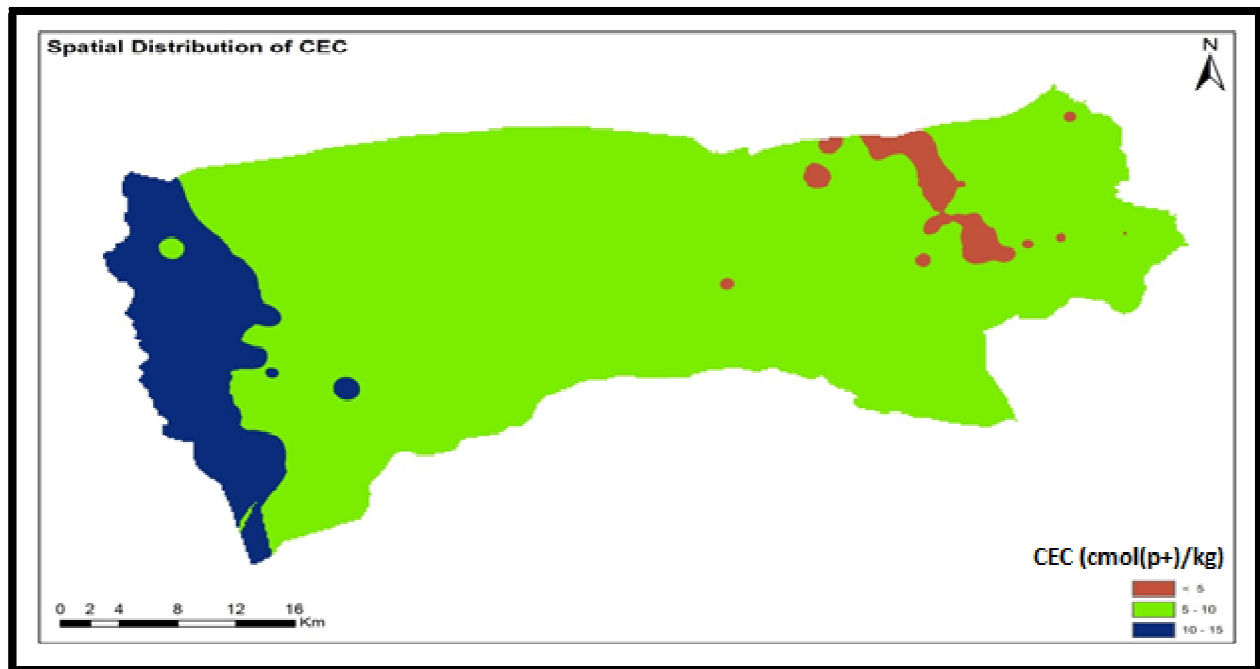 Spatial Distribution of CEC
N
CEC (cmol(p+)/kg)
< 5
5 - 10
10 - 15
0 2 4 8 12 16
Km